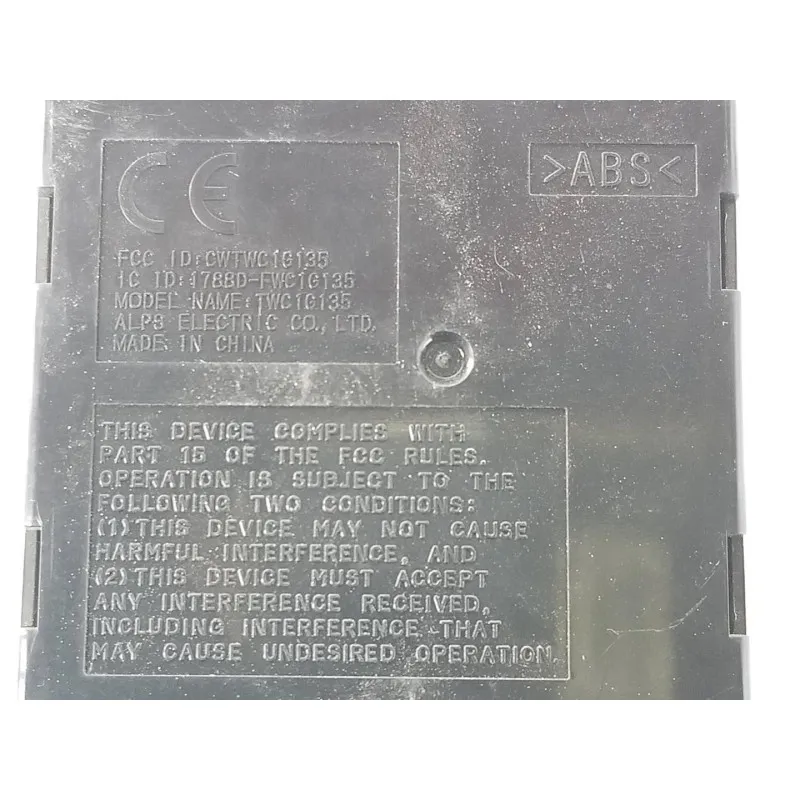 CE
>ABS<
FCC ID:CWTWC1G135
IC ID:1788D-FWC1G135
MODEL NAME:TWC1G135
ALPS ELECTRIC CO.,LTD.
MADE IN CHINA
THIS DEVICE COMPLIES WITH
PART 15 OF THE FCC RULES.
OPERATION IS SUBJECT TO THE
FOLLOWING TWO CONDITIONS:
(1)THIS DEVICE MAY NOT CAUSE
HARMFUL INTERFERENCE, AND
(2)THIS DEVICE MUST ACCEPT
ANY INTERFERENCE RECEIVED,
INCLUDING INTERFERENCE THAT
MAY CAUSE UNDESIRED OPERATION.